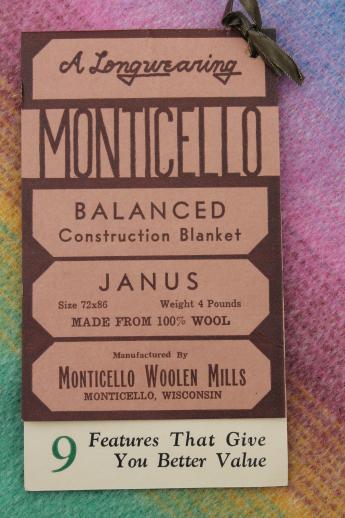 A Longwearing
MONTICELLO
BALANCED
Construction Blanket
JANUS
Size 72x86 Weight 4 Pounds
MADE FROM 100% WOOL
Manufactured By
MONTICELLO WOOLEN MILLS
MONTICELLO, WISCONSIN
9 Features That Give
You Better Value